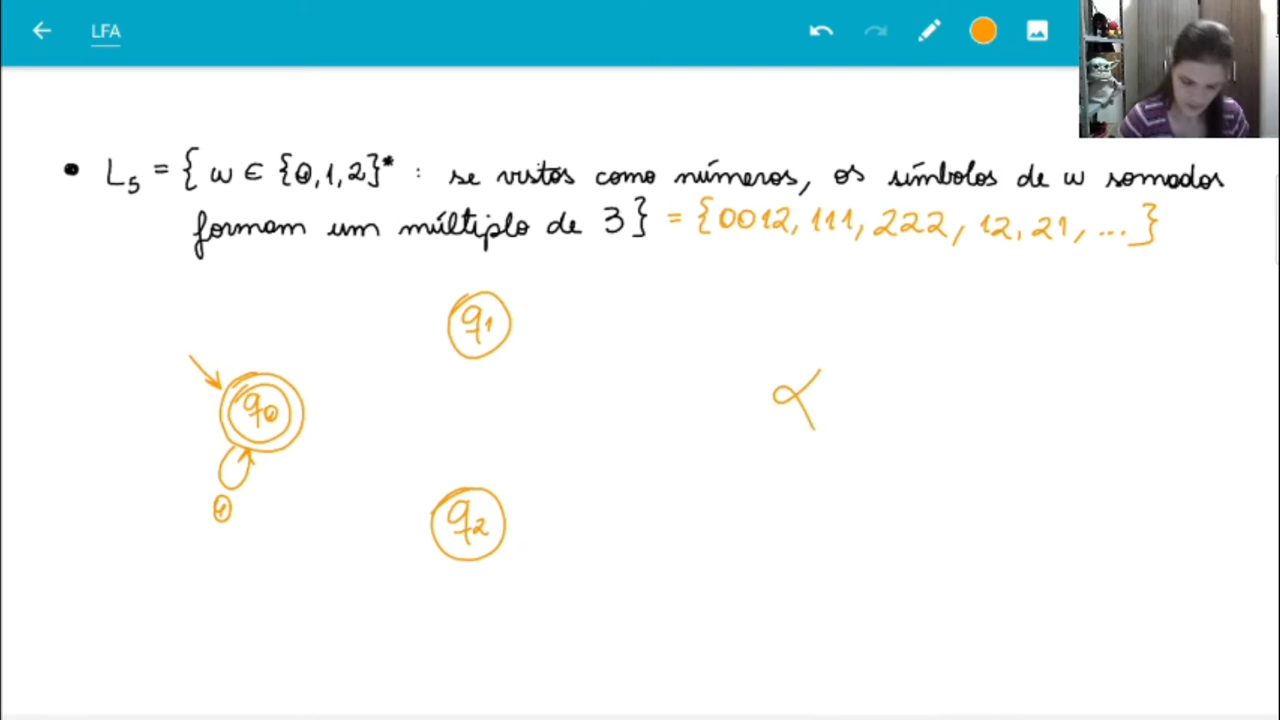 LFA
• L5 = { w ∈ {0,1,2}* : se vistos como números, os símbolos de w somados
formam um múltiplo de 3} = {0012, 111, 222, 12, 21, ...}
q1
q0
0
q2